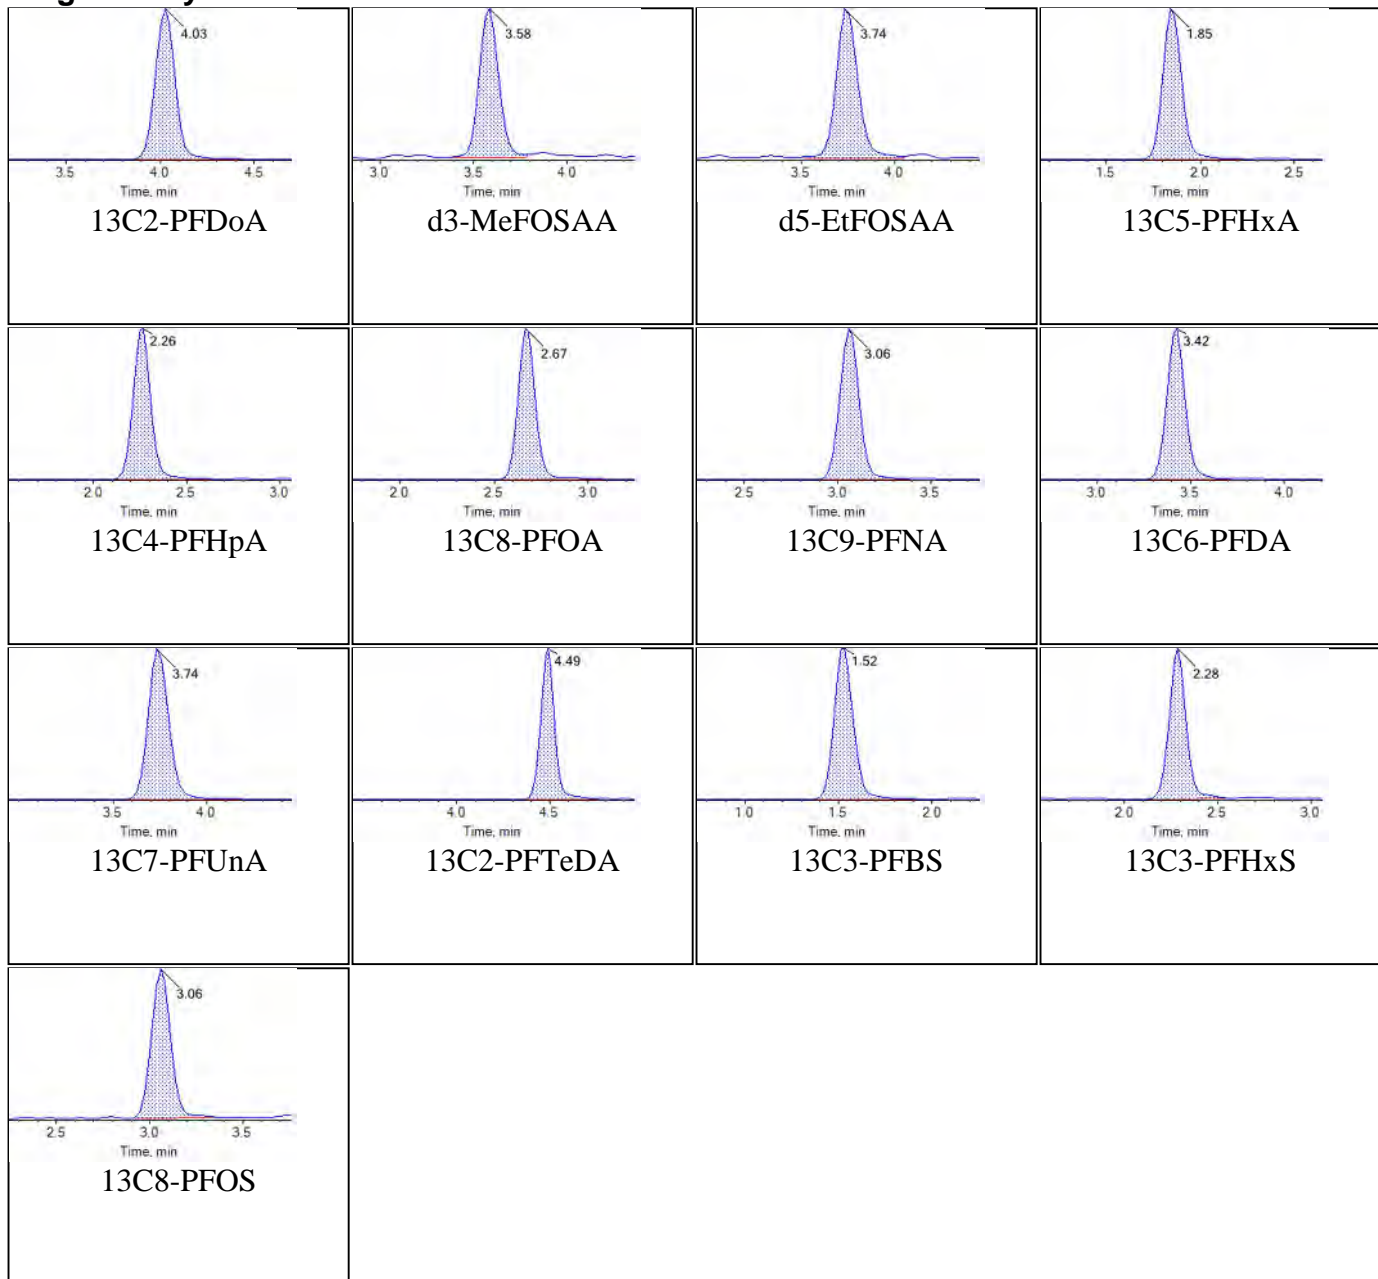 4.03
3.5 4.0 4.5
Time, min
13C2-PFDoA
3.58
3.0 3.5 4.0
Time, min
d3-MeFOSAA
3.74
3.5 4.0
Time, min
d5-EtFOSAA
1.85
1.5 2.0 2.5
Time, min
13C5-PFHxA
2.26
2.0 2.5 3.0
Time, min
13C4-PFHpA
2.67
2.0 2.5 3.0
Time, min
13C8-PFOA
3.06
2.5 3.0 3.5
Time, min
13C9-PFNA
3.42
3.0 3.5 4.0
Time, min
13C6-PFDA
3.74
3.5 4.0
Time, min
13C7-PFUnA
4.49
4.0 4.5
Time, min
13C2-PFTeDA
1.52
1.0 1.5 2.0
Time, min
13C3-PFBS
2.28
2.0 2.5 3.0
Time, min
13C3-PFHxS
3.06
2.5 3.0 3.5
Time, min
13C8-PFOS